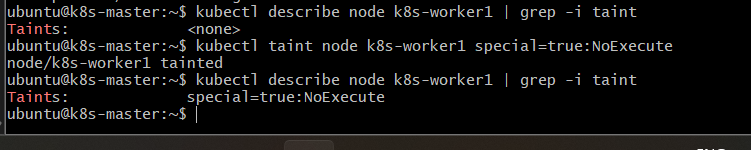 ubuntu@k8s-master:~$ kubectl describe node k8s-worker1 | grep -i taint
Taints:             <none>
ubuntu@k8s-master:~$ kubectl taint node k8s-worker1 special=true:NoExecute
node/k8s-worker1 tainted
ubuntu@k8s-master:~$ kubectl describe node k8s-worker1 | grep -i taint
Taints:             special=true:NoExecute
ubuntu@k8s-master:~$